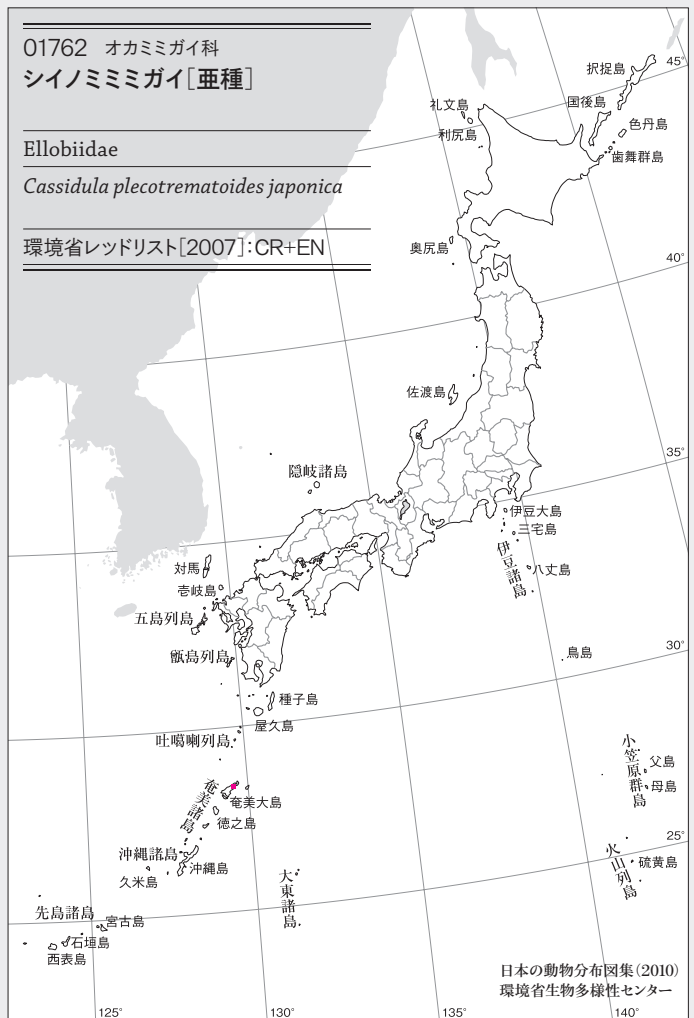 01762 オカミミガイ科
シイノミミミガイ[亜種]
Ellobiidae
Cassidula plecotrematoides japonica
環境省レッドリスト[2007]:CR+EN
択捉島
45°
礼文島
国後島
色丹島
利尻島
歯舞群島
奥尻島
40°
佐渡島
35°
隠岐諸島
伊豆大島
三宅島
伊豆諸島
八丈島
対馬
壱岐島
五島列島
甑島列島
鳥島
30°
種子島
屋久島
吐噶喇列島
小笠原群島
父島
母島
奄美諸島
奄美大島
徳之島
25°
沖縄諸島
沖縄島
久米島
大東諸島
火山列島
硫黄島
先島諸島
宮古島
石垣島
西表島
日本の動物分布図集(2010)
環境省生物多様性センター
125°
130°
135°
140°